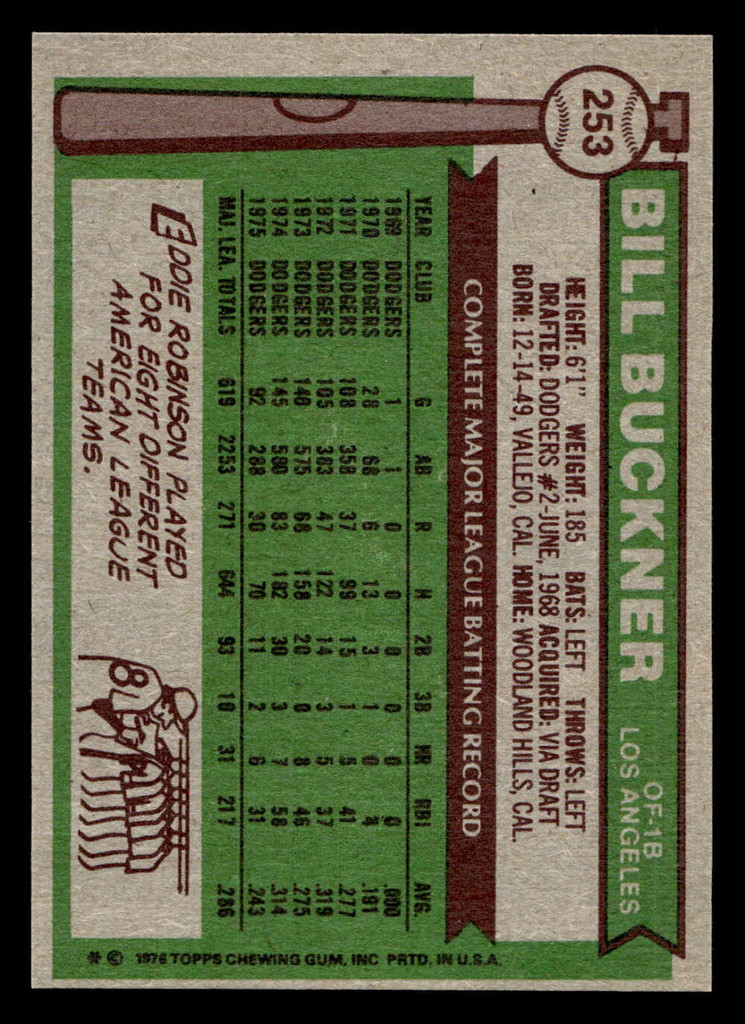 253
T
BILL BUCKNER
OF-1B
LOS ANGELES
HEIGHT: 6'1" WEIGHT: 185 BATS: LEFT THROWS: LEFT
DRAFTED: DODGERS #2-JUNE, 1968 ACQUIRED: VIA DRAFT
BORN: 12-14-49, VALLEJO, CAL. HOME: WOODLAND HILLS, CAL.
COMPLETE MAJOR LEAGUE BATTING RECORD
YEAR CLUB G AB R H 2B 3B HR RBI AVG.
1969 DODGERS 1 1 0 0 0 0 0 0 .000
1970 DODGERS 28 68 6 13 3 1 0 4 .191
1971 DODGERS 108 358 37 99 15 1 5 41 .277
1972 DODGERS 105 383 47 122 14 3 5 37 .319
1973 DODGERS 140 575 68 158 20 0 8 46 .275
1974 DODGERS 145 580 83 182 30 3 7 58 .314
1975 DODGERS 92 288 30 70 11 2 6 31 .243
MAJ. LEA. TOTALS 619 2253 271 644 93 10 31 217 .286
EDDIE ROBINSON PLAYED
FOR EIGHT DIFFERENT
AMERICAN LEAGUE
TEAMS.
8
* © 1976 TOPPS CHEWING GUM, INC PRTD. IN U.S.A.